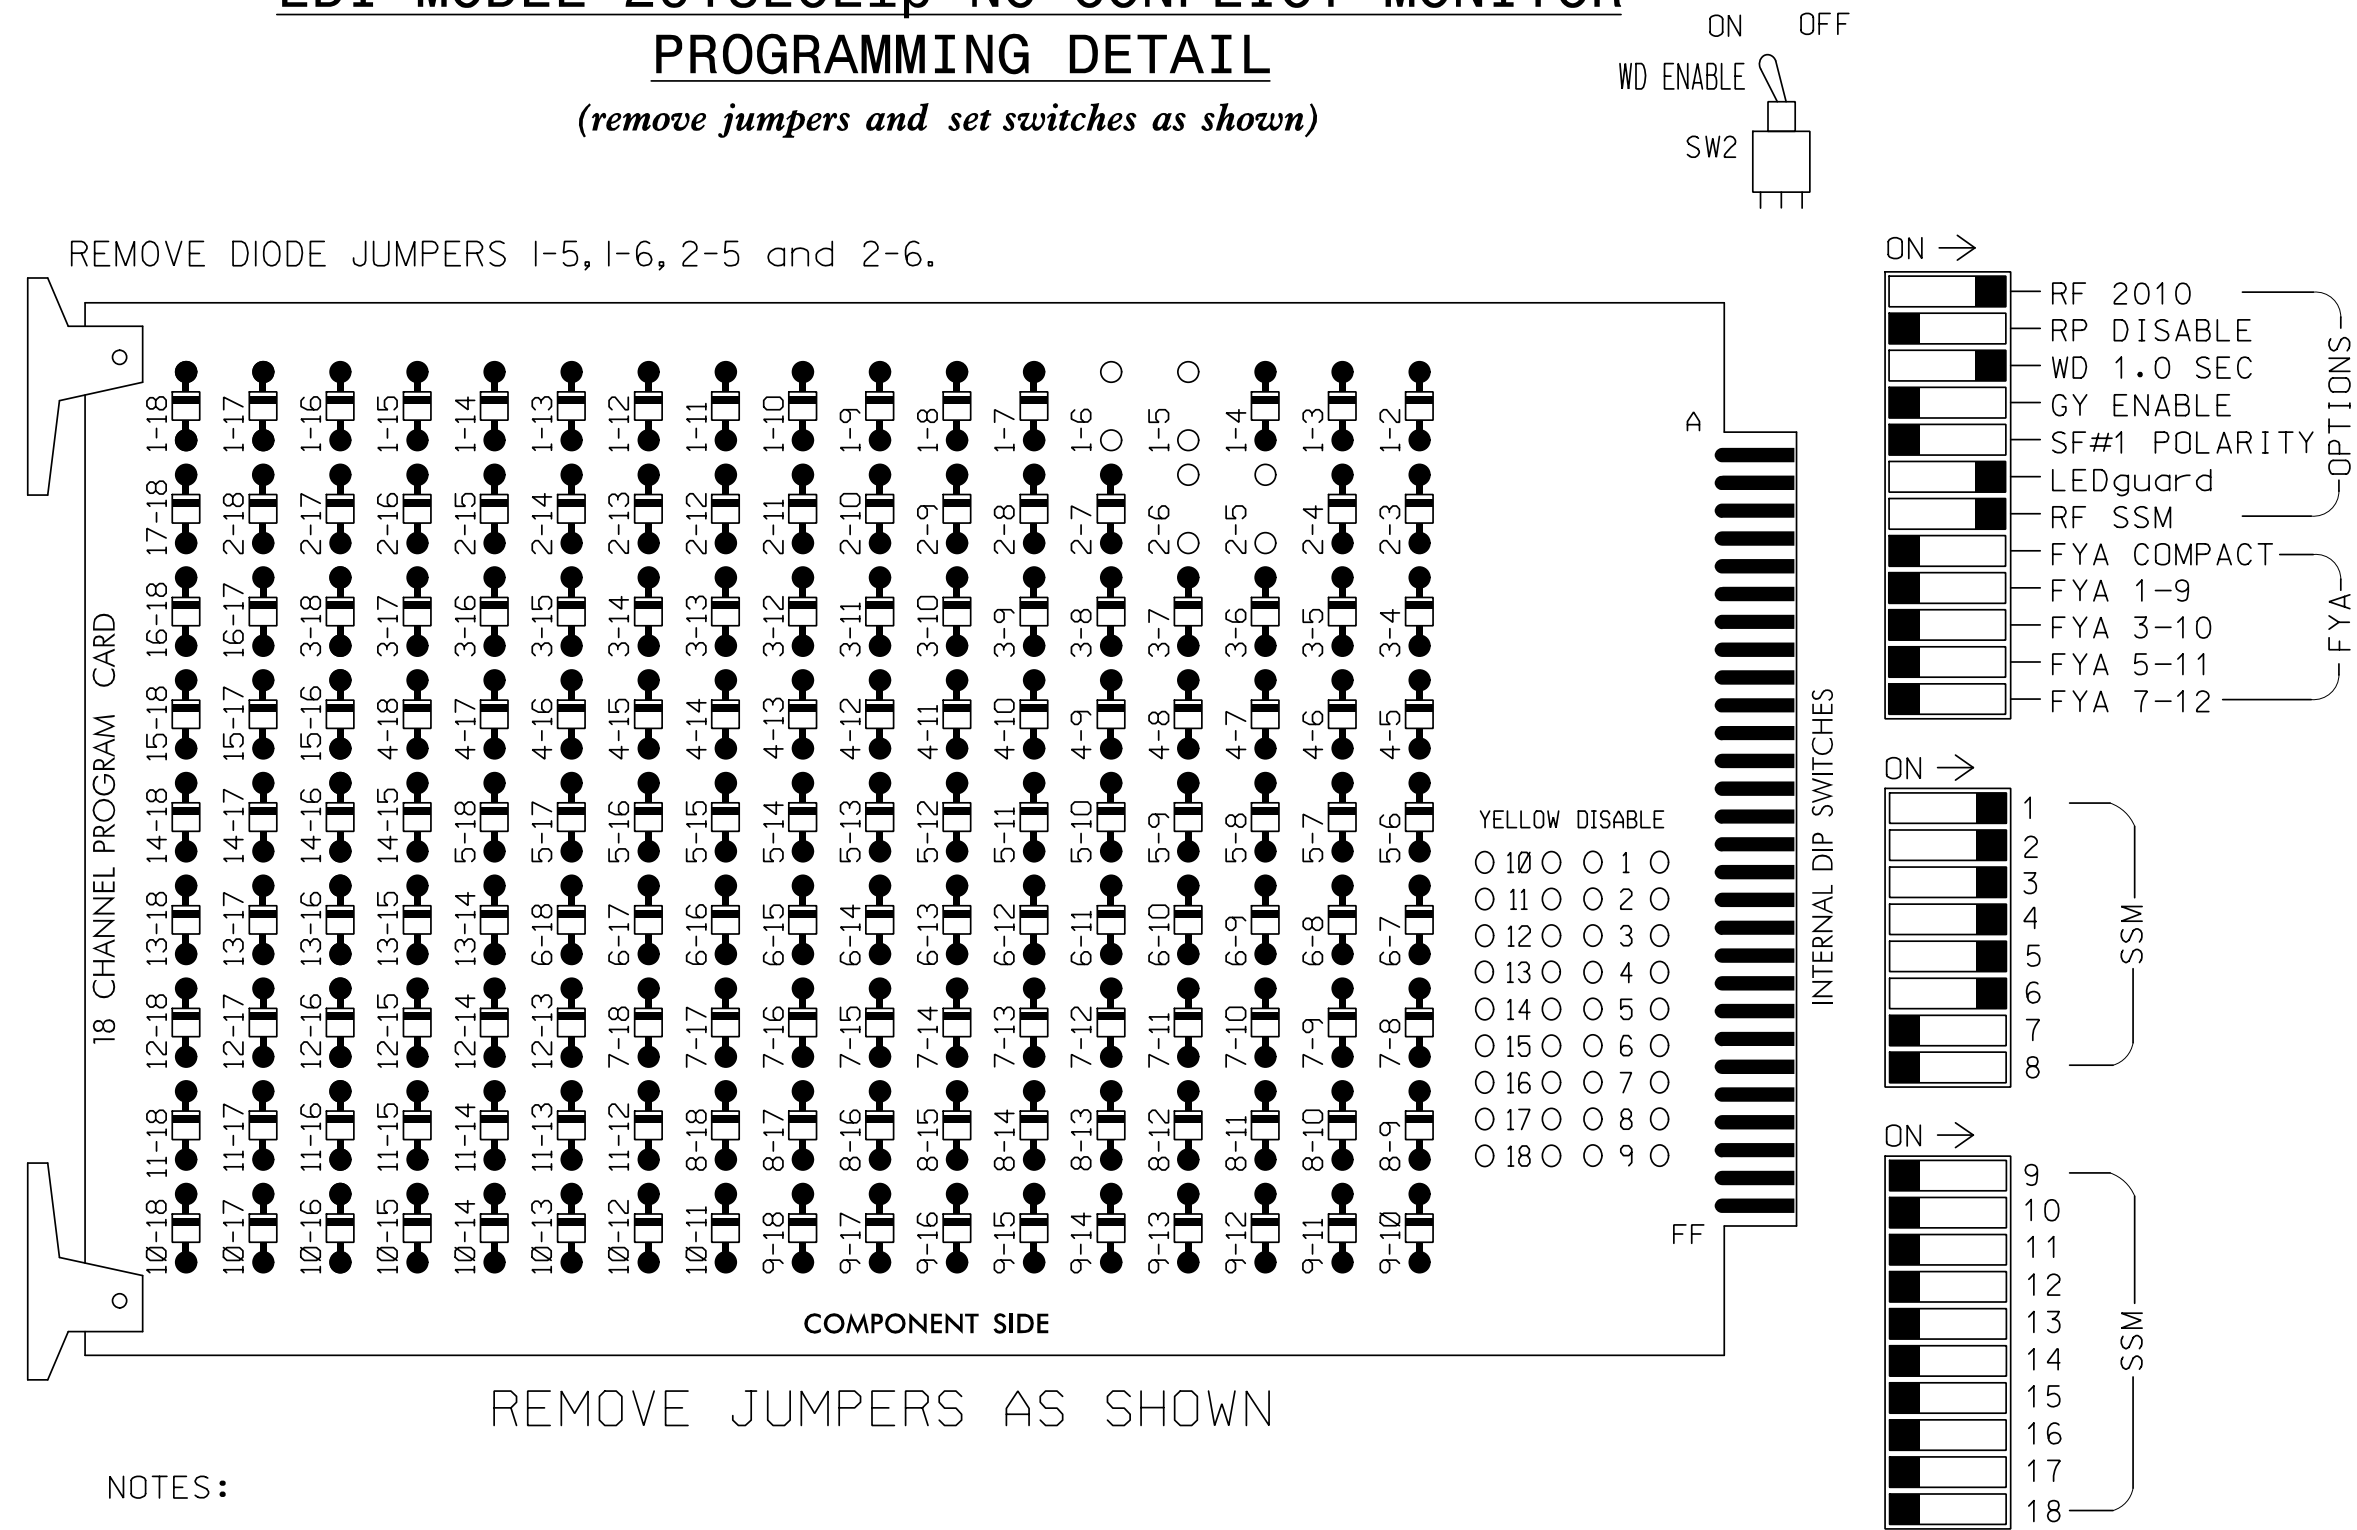 PROGRAMMING DETAIL
(remove jumpers and set switches as shown)
ON OFF
WD ENABLE
SW2
REMOVE DIODE JUMPERS 1-5, 1-6, 2-5 and 2-6.
18 CHANNEL PROGRAM CARD
1-18 1-17 1-16 1-15 1-14 1-13 1-12 1-11 1-10 1-9 1-8 1-7 1-6 1-5 1-4 1-3 1-2
17-18 2-18 2-17 2-16 2-15 2-14 2-13 2-12 2-11 2-10 2-9 2-8 2-7 2-6 2-5 2-4 2-3
16-18 16-17 3-18 3-17 3-16 3-15 3-14 3-13 3-12 3-11 3-10 3-9 3-8 3-7 3-6 3-5 3-4
15-18 15-17 15-16 4-18 4-17 4-16 4-15 4-14 4-13 4-12 4-11 4-10 4-9 4-8 4-7 4-6 4-5
14-18 14-17 14-16 14-15 5-18 5-17 5-16 5-15 5-14 5-13 5-12 5-11 5-10 5-9 5-8 5-7 5-6
13-18 13-17 13-16 13-15 13-14 6-18 6-17 6-16 6-15 6-14 6-13 6-12 6-11 6-10 6-9 6-8 6-7
12-18 12-17 12-16 12-15 12-14 12-13 7-18 7-17 7-16 7-15 7-14 7-13 7-12 7-11 7-10 7-9 7-8
11-18 11-17 11-16 11-15 11-14 11-13 11-12 8-18 8-17 8-16 8-15 8-14 8-13 8-12 8-11 8-10 8-9
10-18 10-17 10-16 10-15 10-14 10-13 10-12 10-11 9-18 9-17 9-16 9-15 9-14 9-13 9-12 9-11 9-10
YELLOW DISABLE
10 1
11 2
12 3
13 4
14 5
15 6
16 7
17 8
18 9
A
FF
COMPONENT SIDE
INTERNAL DIP SWITCHES
ON →
RF 2010
RP DISABLE
WD 1.0 SEC
GY ENABLE
SF#1 POLARITY
LEDguard
RF SSM
OPTIONS
FYA COMPACT
FYA 1-9
FYA 3-10
FYA 5-11
FYA 7-12
FYA
ON →
1
2
3
4
5
6
7
8
SSM
ON →
9
10
11
12
13
14
15
16
17
18
SSM
REMOVE JUMPERS AS SHOWN
NOTES: